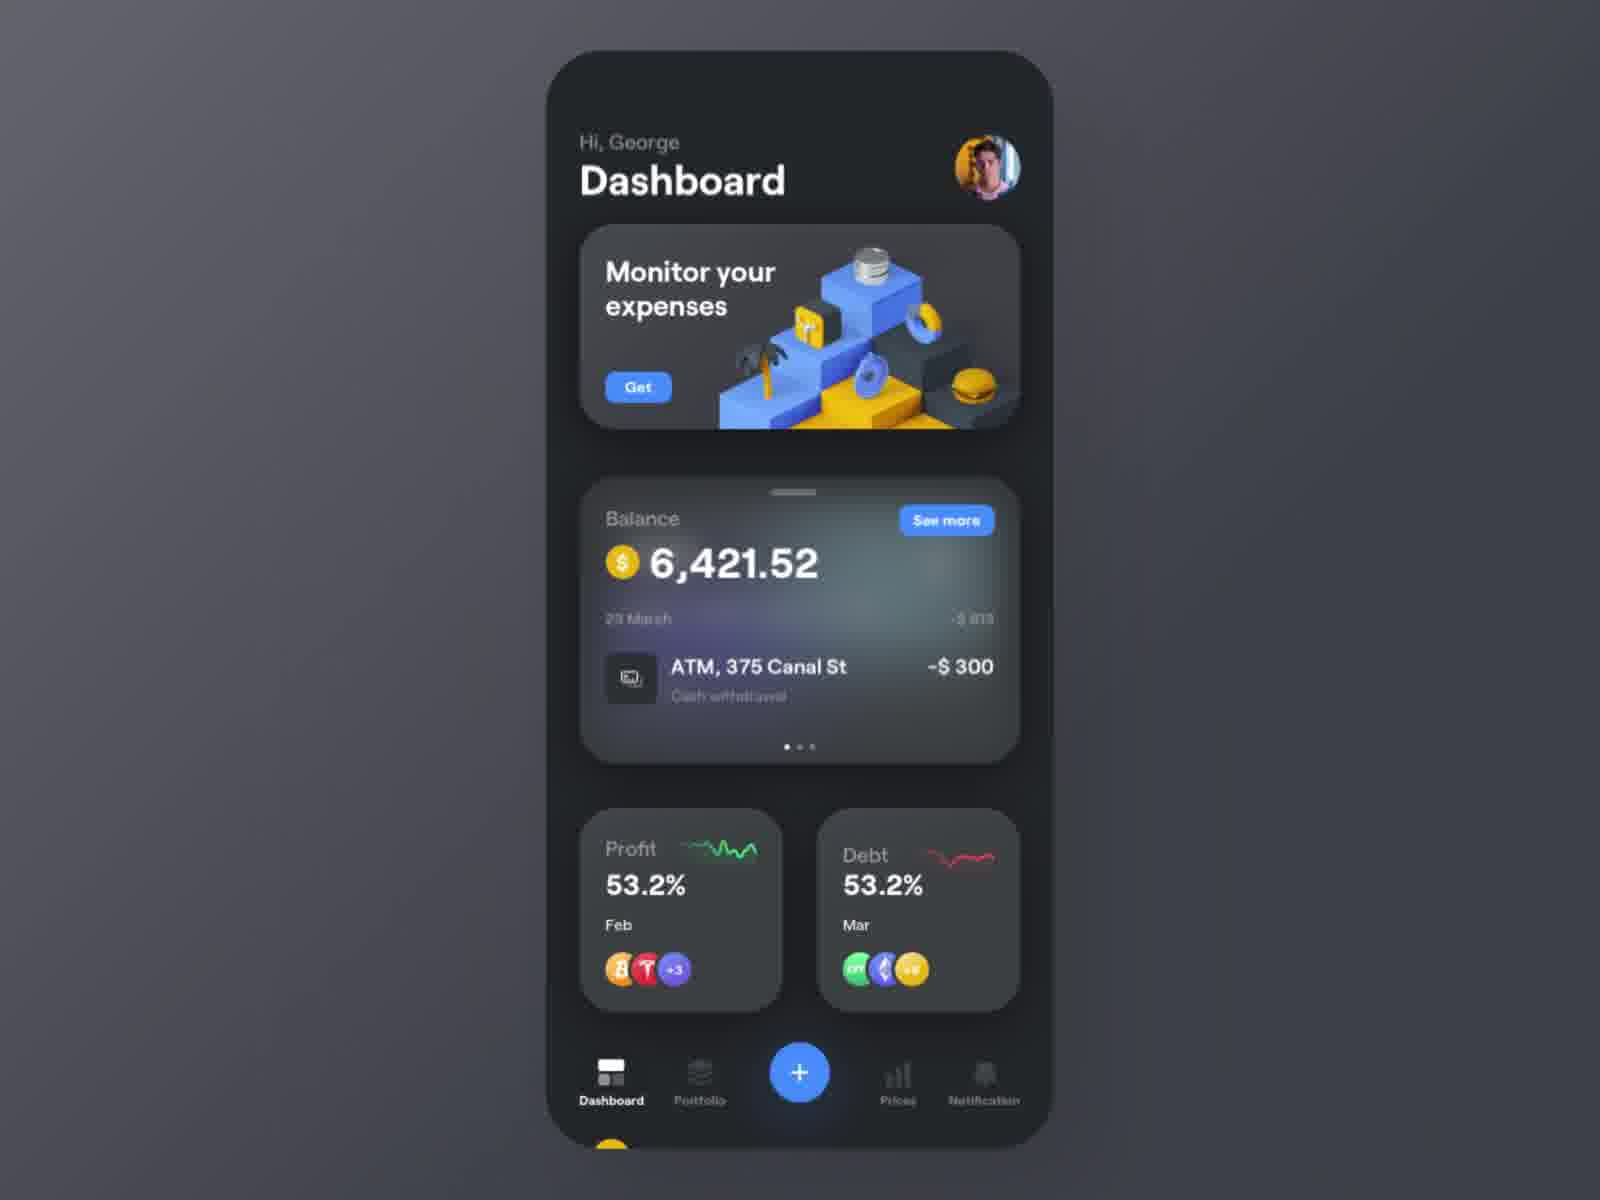 Hi, George
Dashboard
Monitor your
expenses
Get
Balance
See more
$ 6,421.52
23 March
-$ 813
ATM, 375 Canal St
-$ 300
Cash withdrawal
Profit
53.2%
Feb
+3
Debt
53.2%
Mar
Dashboard
Portfolio
+
Prices
Notification